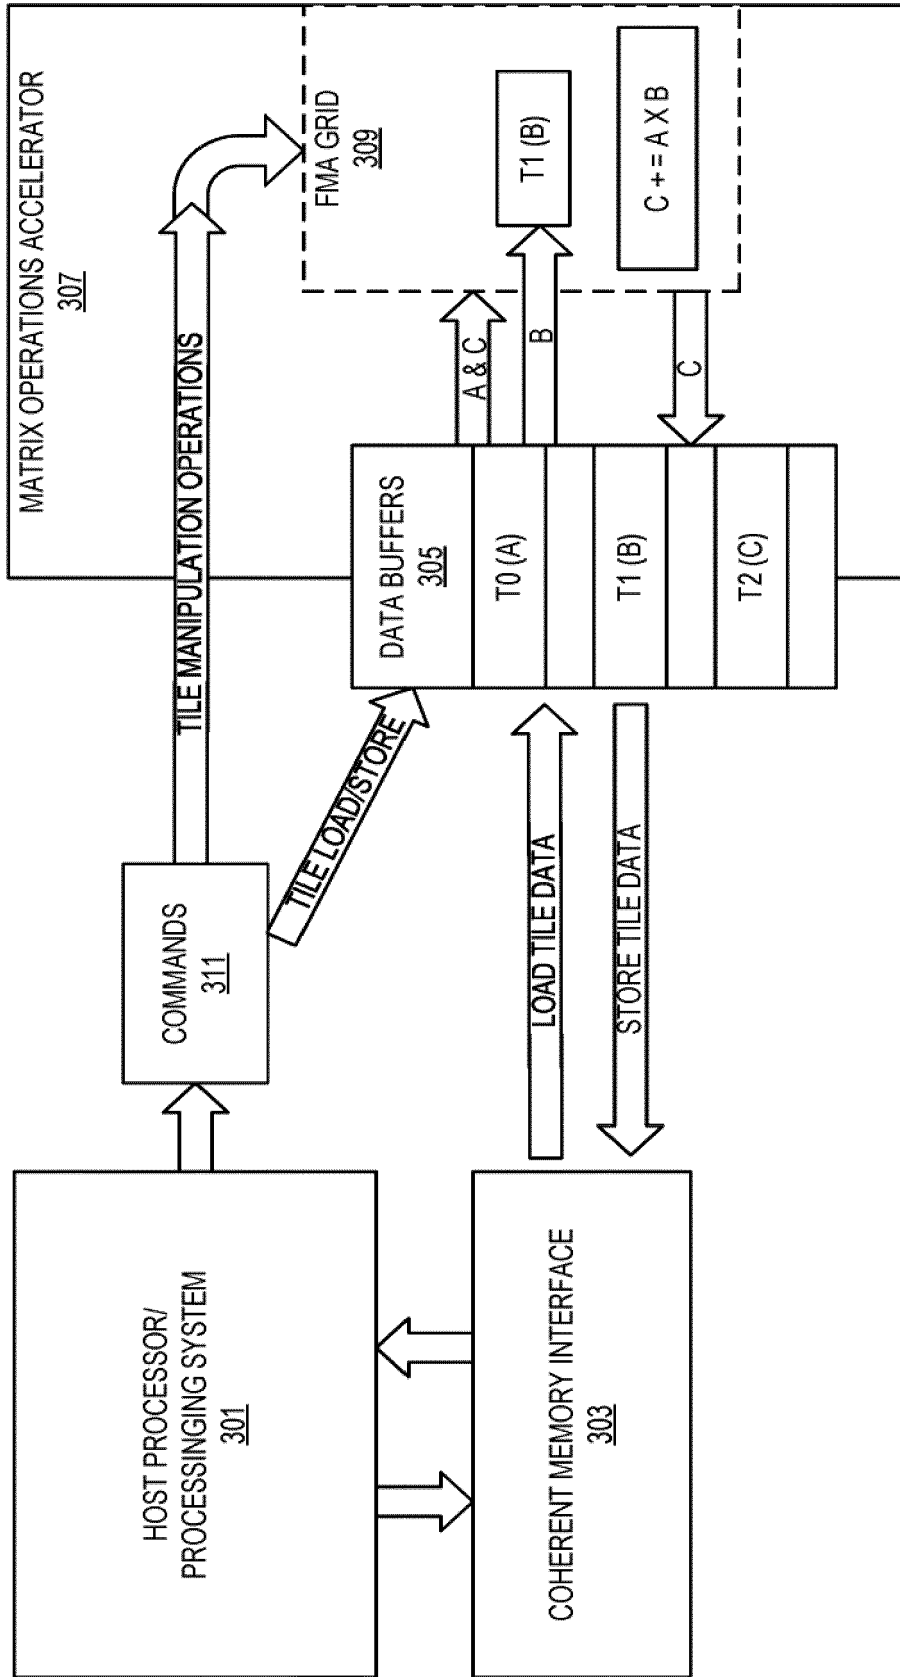 HOST PROCESSOR/
PROCESSINGING SYSTEM
301
COHERENT MEMORY INTERFACE
303
COMMANDS
311
TILE MANIPULATION OPERATIONS
TILE LOAD/STORE
LOAD TILE DATA
STORE TILE DATA
MATRIX OPERATIONS ACCELERATOR
307
DATA BUFFERS
305
T0 (A)
T1 (B)
T2 (C)
A & C
B
C
FMA GRID
309
T1 (B)
C + = A X B